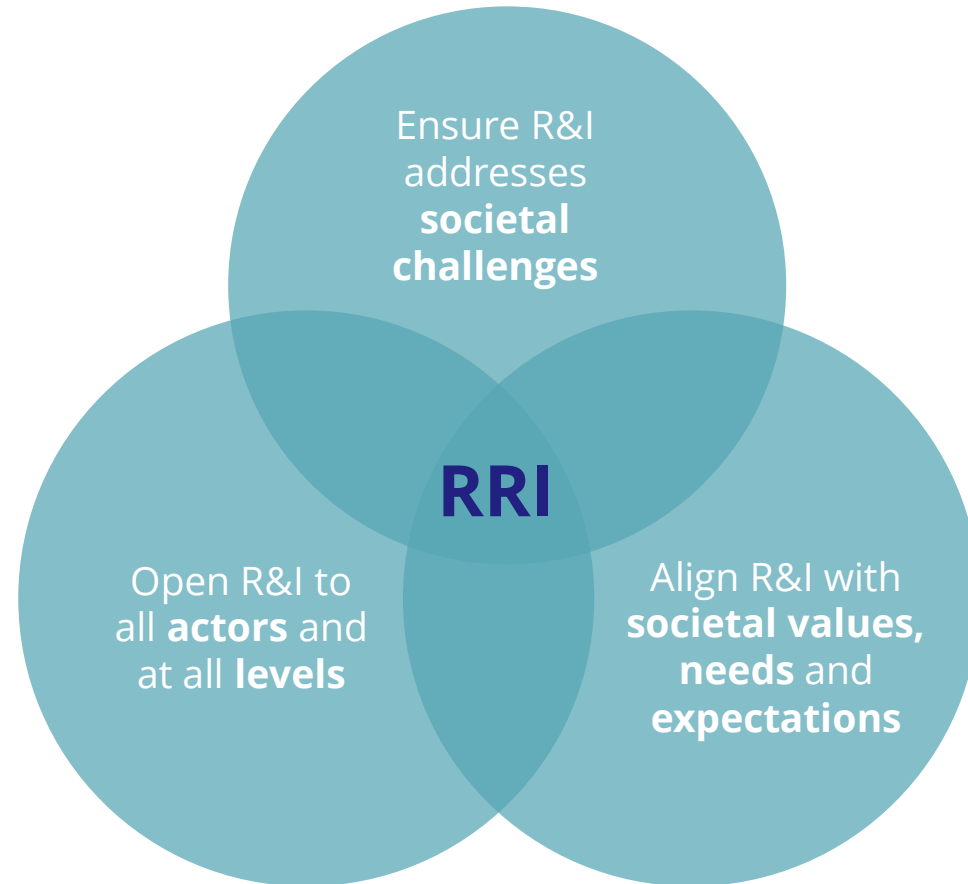 Ensure R&I
addresses
societal
challenges
RRI
Open R&I to
all actors and
at all levels
Align R&I with
societal values,
needs and
expectations